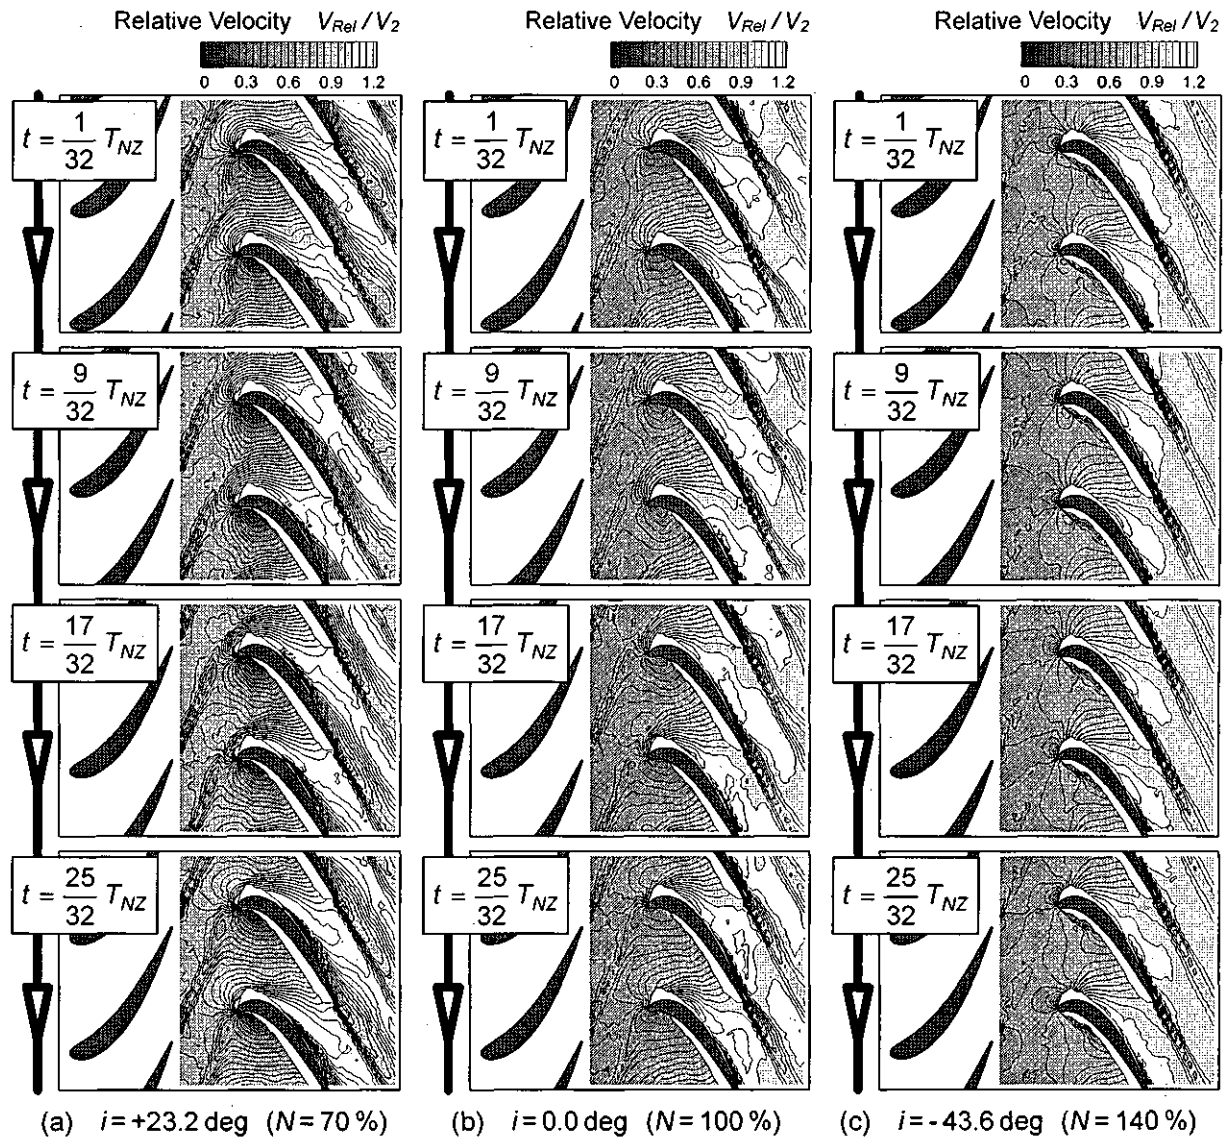 Relative Velocity V_Rel / V_2
0 0.3 0.6 0.9 1.2
t = 1/32 T_NZ
t = 9/32 T_NZ
t = 17/32 T_NZ
t = 25/32 T_NZ
(a) i = +23.2 deg (N = 70 %)
Relative Velocity V_Rel / V_2
0 0.3 0.6 0.9 1.2
t = 1/32 T_NZ
t = 9/32 T_NZ
t = 17/32 T_NZ
t = 25/32 T_NZ
(b) i = 0.0 deg (N = 100 %)
Relative Velocity V_Rel / V_2
0 0.3 0.6 0.9 1.2
t = 1/32 T_NZ
t = 9/32 T_NZ
t = 17/32 T_NZ
t = 25/32 T_NZ
(c) i = -43.6 deg (N = 140 %)